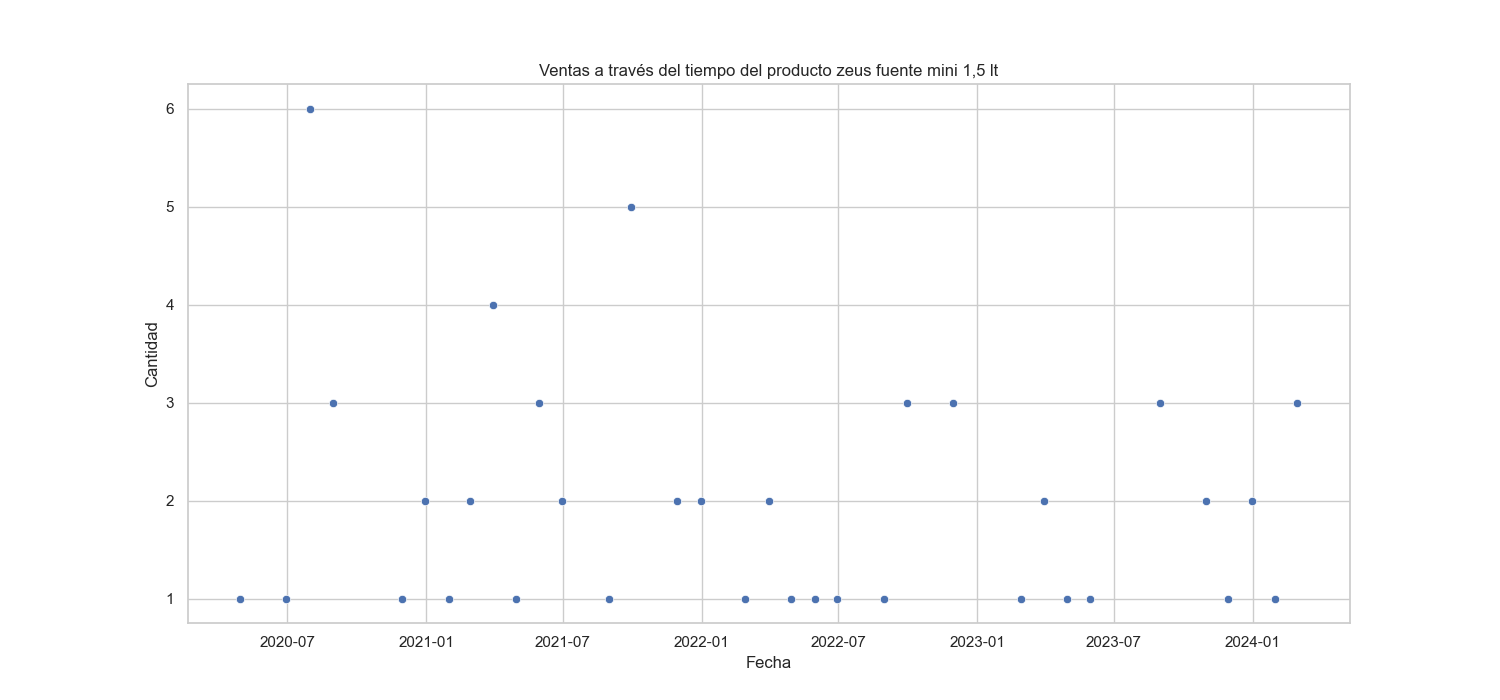 Ventas a través del tiempo del producto zeus fuente mini 1,5 lt
6
5
4
3
2
1
Cantidad
2020-07 2021-01 2021-07 2022-01 2022-07 2023-01 2023-07 2024-01
Fecha